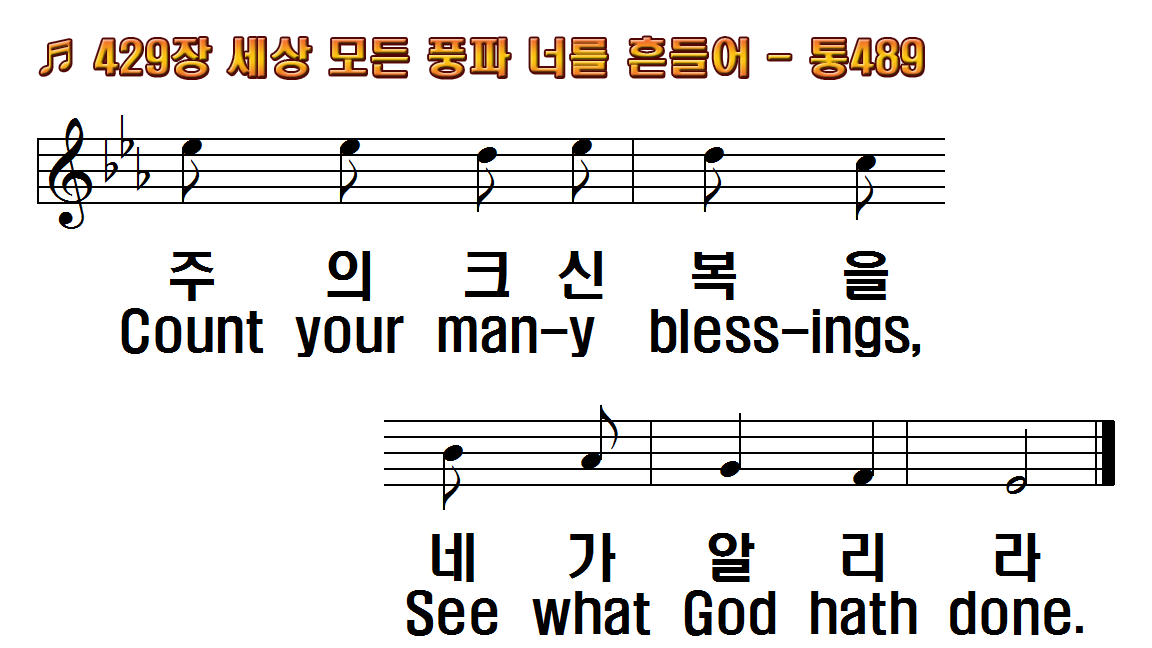 ♬ 429장 세상 모든 풍파 너를 흔들어 - 통489
주 의 크 신 복 을
Count your man-y bless-ings,
네 가 알 리 라
See what God hath done.